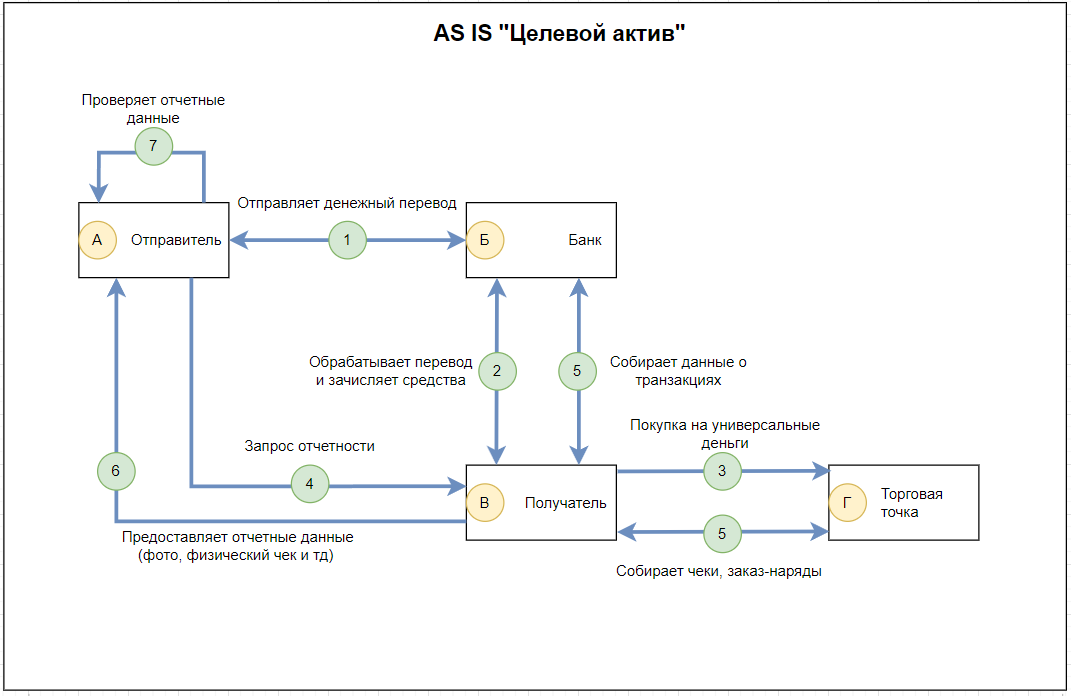 AS IS "Целевой актив"
Проверяет отчетные
данные
7
Отправляет денежный перевод
А
Отправитель
1
Б
Банк
Обрабатывает перевод
и зачисляет средства
2
5
Собирает данные о
транзакциях
Покупка на универсальные
деньги
Запрос отчетности
6
4
3
В
Получатель
Г
Торговая
точка
5
Предоставляет отчетные данные
(фото, физический чек и тд)
Собирает чеки, заказ-наряды